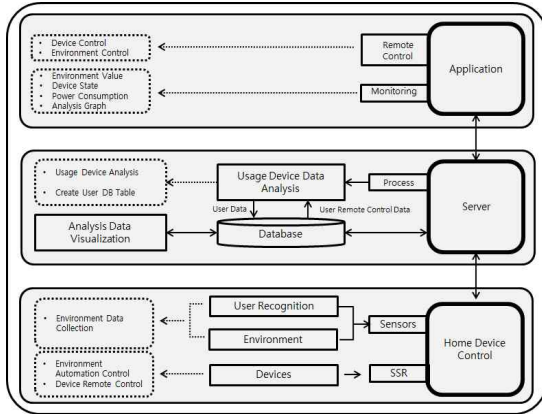 • Device Control
• Environment Control
Remote
Control
• Environment Value
• Device State
• Power Consumption
• Analysis Graph
Monitoring
Application
• Usage Device Analysis
• Create User DB Table
Usage Device Data
Analysis
Process
User Data
User Remote Control Data
Analysis Data
Visualization
Database
Server
• Environment Data
Collection
User Recognition
Environment
Sensors
Home Device
Control
• Environment
Automation Control
• Device Remote Control
Devices
SSR